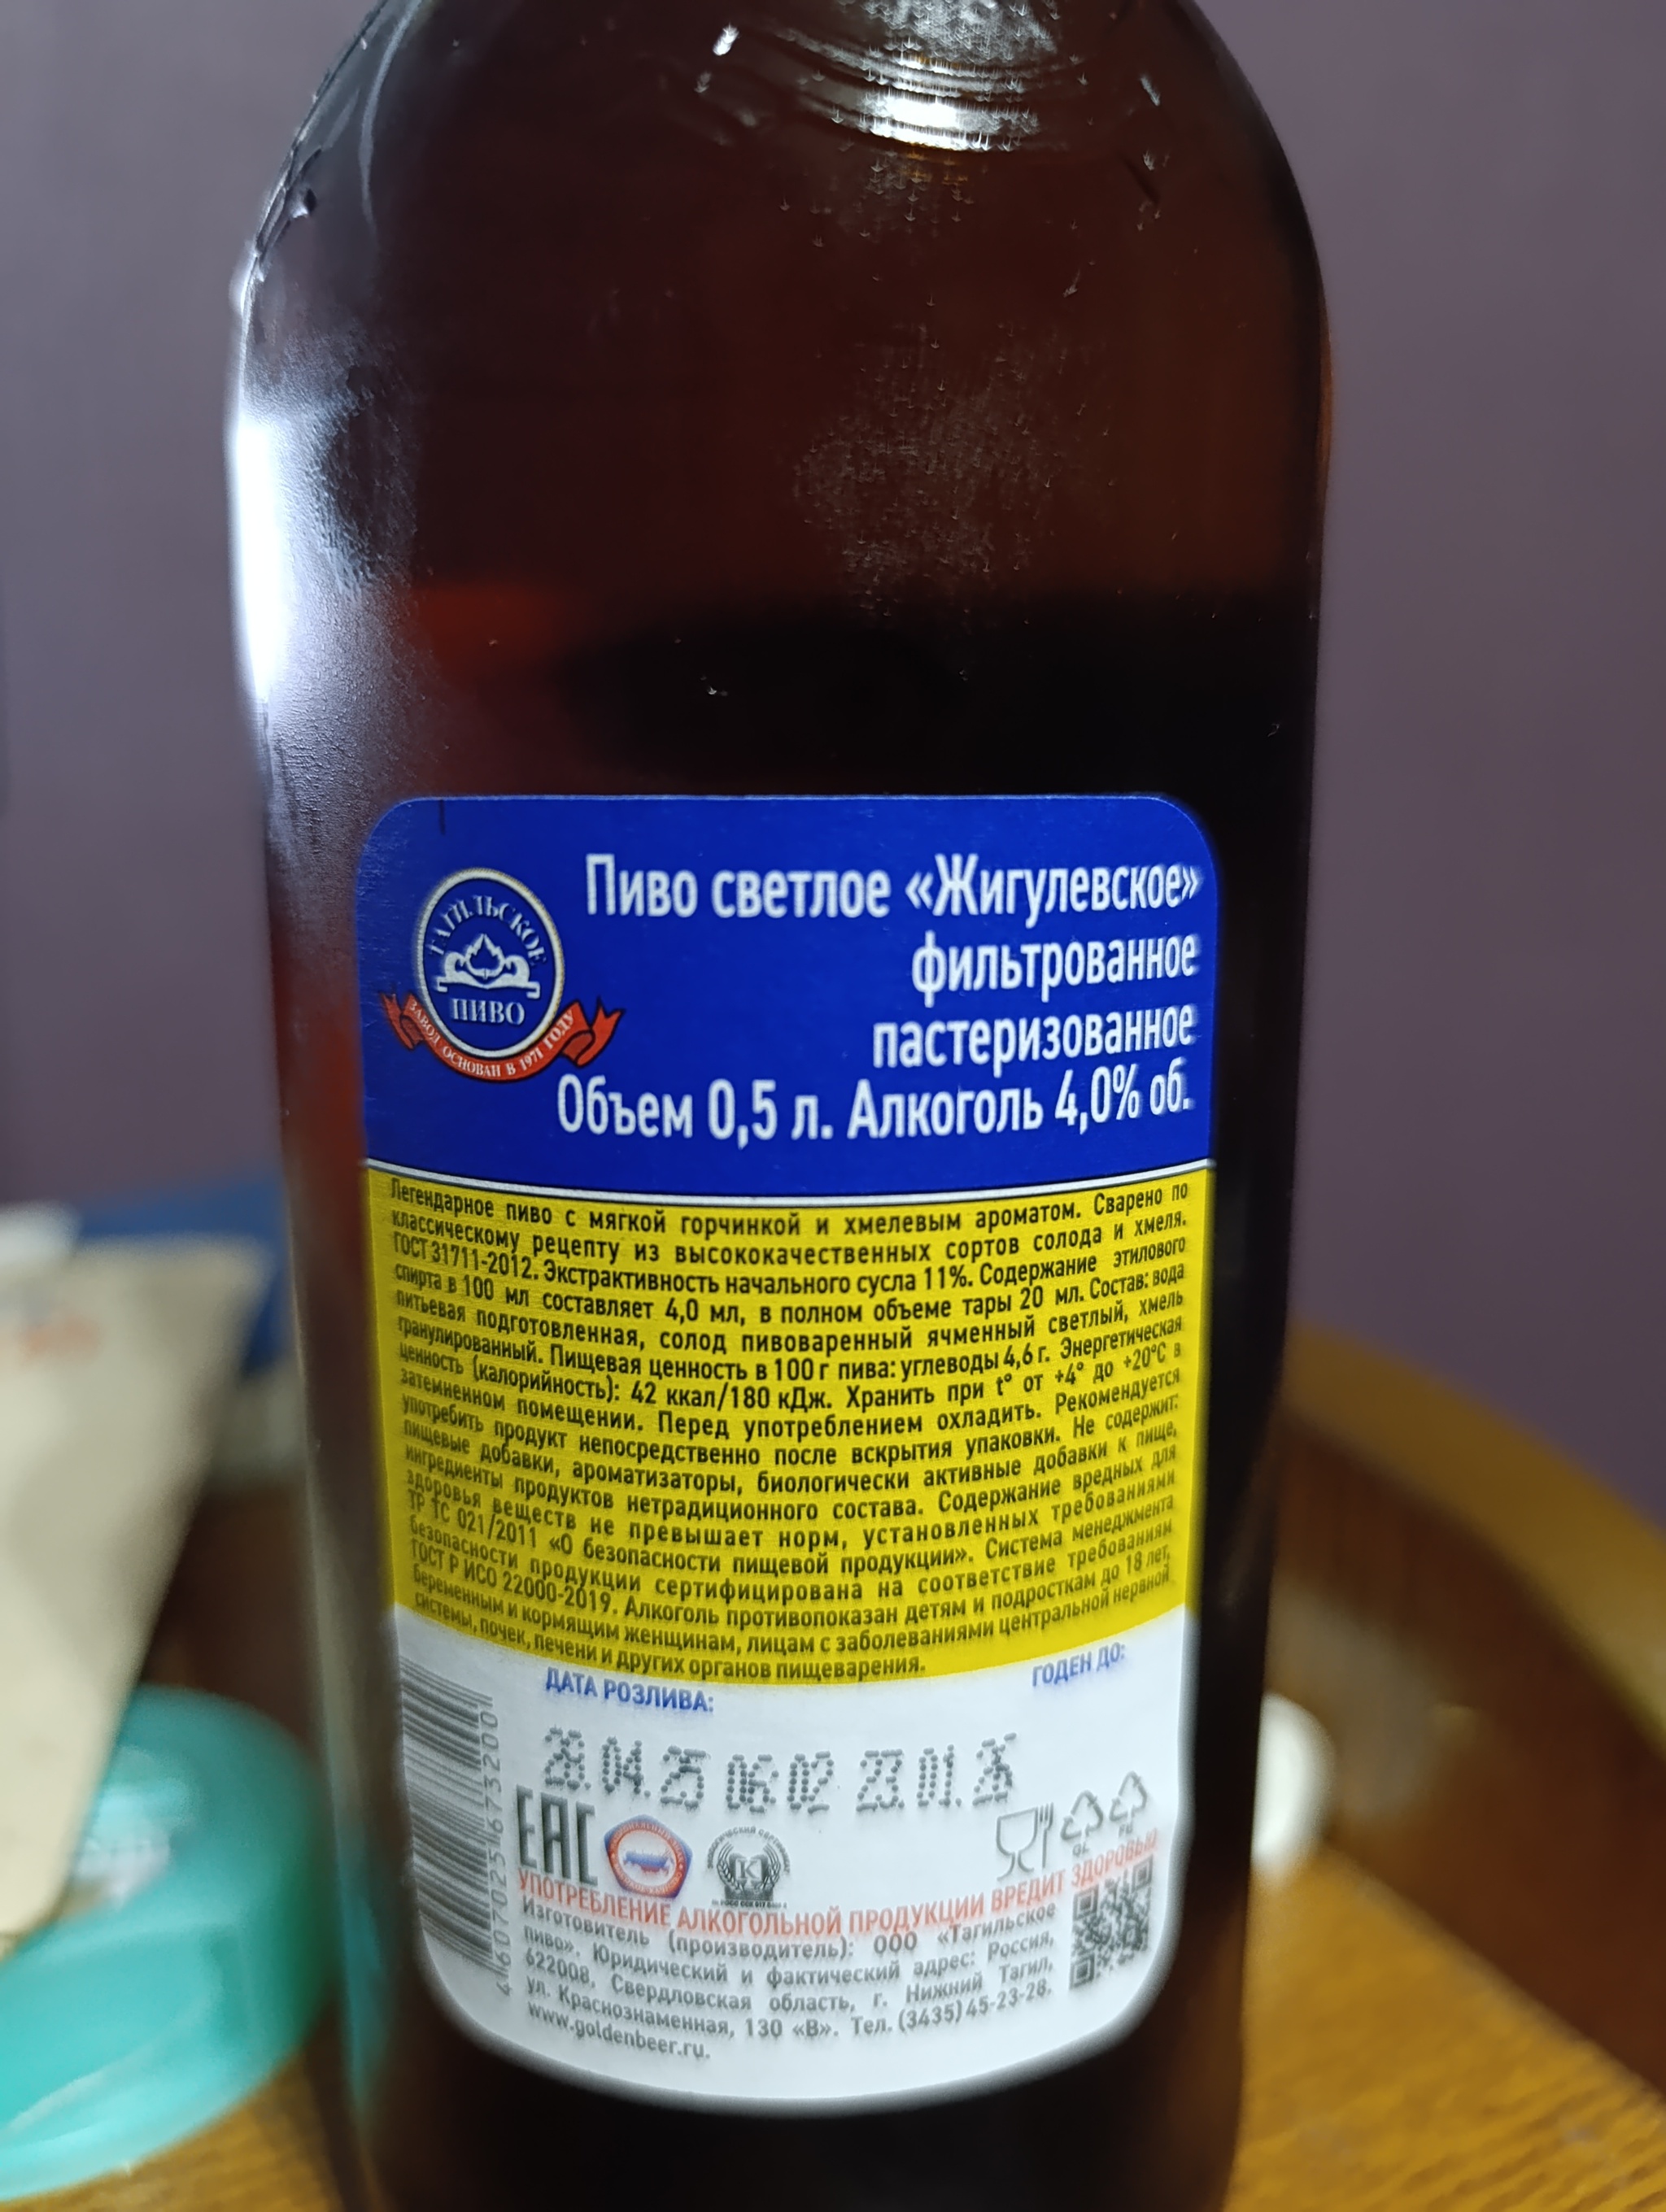 Пиво светлое «Жигулевское»
фильтрованное
пастеризованное
Объем 0,5 л. Алкоголь 4,0% об.
ТАГИЛЬСКОЕ
ПИВО
ЗАВОД ОСНОВАН В 1971 ГОДУ
Легендарное пиво с мягкой горчинкой и хмелевым ароматом. Сварено по
классическому рецепту из высококачественных сортов солода и хмеля.
ГОСТ 31711-2012. Экстрактивность начального сусла 11%. Содержание этилового
спирта в 100 мл составляет 4,0 мл, в полном объеме тары 20 мл. Состав: вода
питьевая подготовленная, солод пивоваренный ячменный светлый, хмель
гранулированный. Пищевая ценность в 100 г пива: углеводы 4,6 г. Энергетическая
ценность (калорийность): 42 ккал/180 кДж. Хранить при t° от +4° до +20°С в
затемненном помещении. Перед употреблением охладить. Рекомендуется
употребить продукт непосредственно после вскрытия упаковки. Не содержит:
пищевые добавки, ароматизаторы, биологически активные добавки к пище,
ингредиенты продуктов нетрадиционного состава. Содержание вредных для
здоровья веществ не превышает норм, установленных требованиями
ТР ТС 021/2011 «О безопасности пищевой продукции». Система менеджмента
безопасности продукции сертифицирована на соответствие требованиям
ГОСТ Р ИСО 22000-2019. Алкоголь противопоказан детям и подросткам до 18 лет,
беременным и кормящим женщинам, лицам с заболеваниями центральной нервной
системы, почек, печени и других органов пищеварения.
ДАТА РОЗЛИВА:
ГОДЕН ДО:
28.04.25 06:02 23.01.26
EAC
GL
УПОТРЕБЛЕНИЕ АЛКОГОЛЬНОЙ ПРОДУКЦИИ ВРЕДИТ ЗДОРОВЬЮ
Изготовитель (производитель): ООО «Тагильское
пиво». Юридический и фактический адрес: Россия,
622008, Свердловская область, г. Нижний Тагил,
ул. Краснознаменная, 130 «В». Тел. (3435) 45-23-28.
www.goldenbeer.ru.
46070231673200